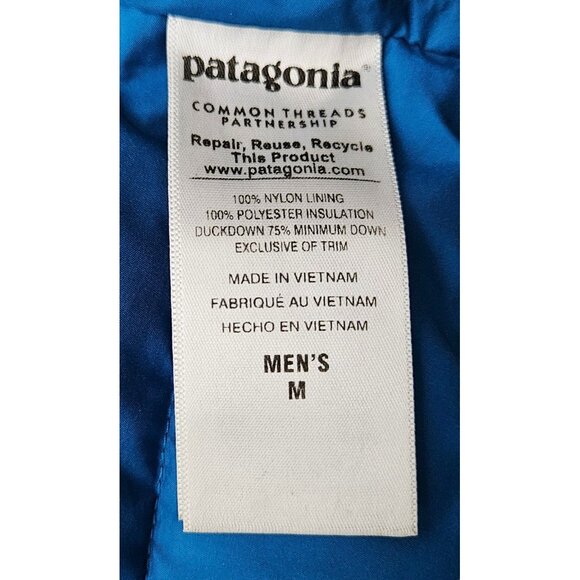 patagonia®
COMMON THREADS
PARTNERSHIP
Repair, Reuse, Recycle
This Product
www.patagonia.com
100% NYLON LINING
100% POLYESTER INSULATION
DUCKDOWN 75% MINIMUM DOWN
EXCLUSIVE OF TRIM
MADE IN VIETNAM
FABRIQUÉ AU VIETNAM
HECHO EN VIETNAM
MEN'S
M